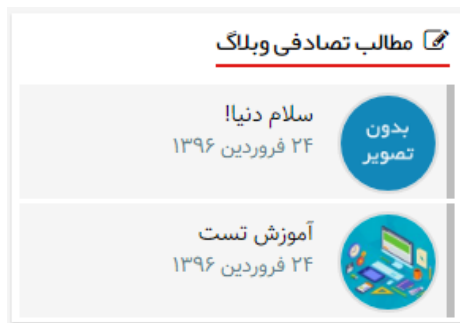 مطالب تصادفی وبلاگ
سلام دنیا!
۲۴ فروردین ۱۳۹۶
بدون
تصویر
آموزش تست
۲۴ فروردین ۱۳۹۶